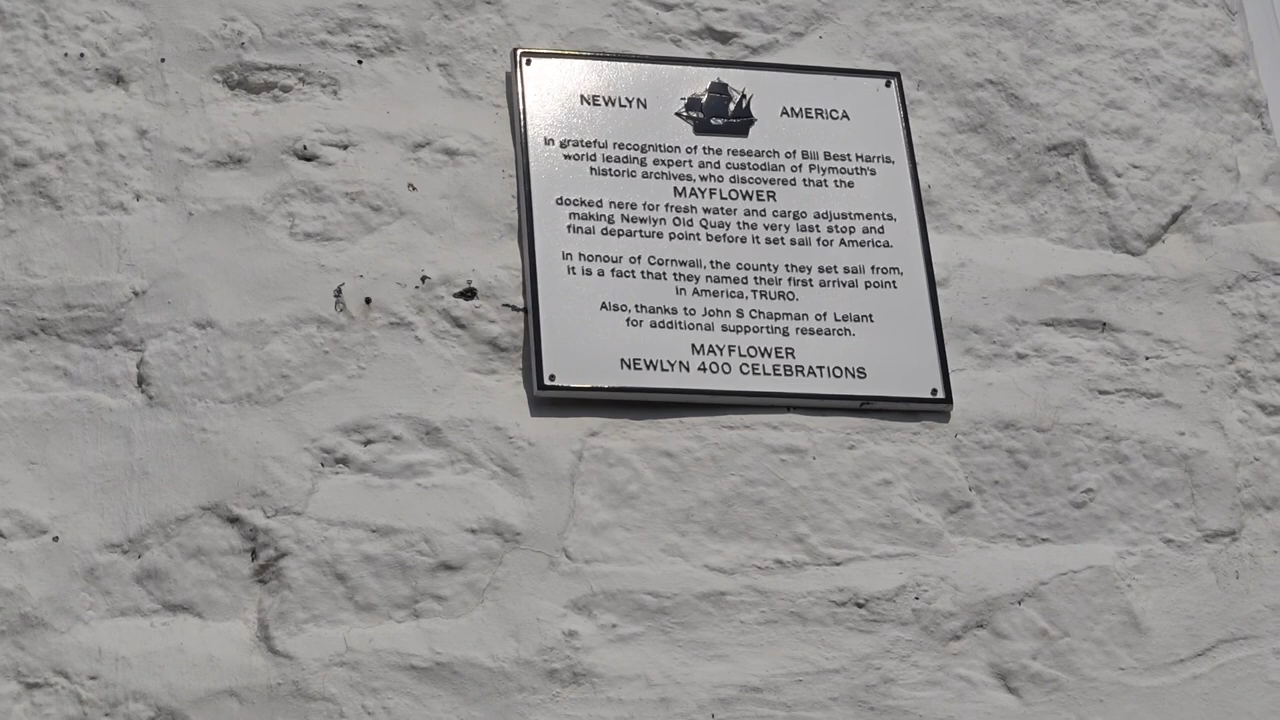 NEWLYN AMERICA
In grateful recognition of the research of Bill Best Harris,
world leading expert and custodian of Plymouth's
historic archives, who discovered that the
MAYFLOWER
docked here for fresh water and cargo adjustments,
making Newlyn Old Quay the very last stop and
final departure point before it set sail for America.
In honour of Cornwall, the county they set sail from,
it is a fact that they named their first arrival point
in America, TRURO.
Also, thanks to John S Chapman of Lelant
for additional supporting research.
MAYFLOWER
NEWLYN 400 CELEBRATIONS